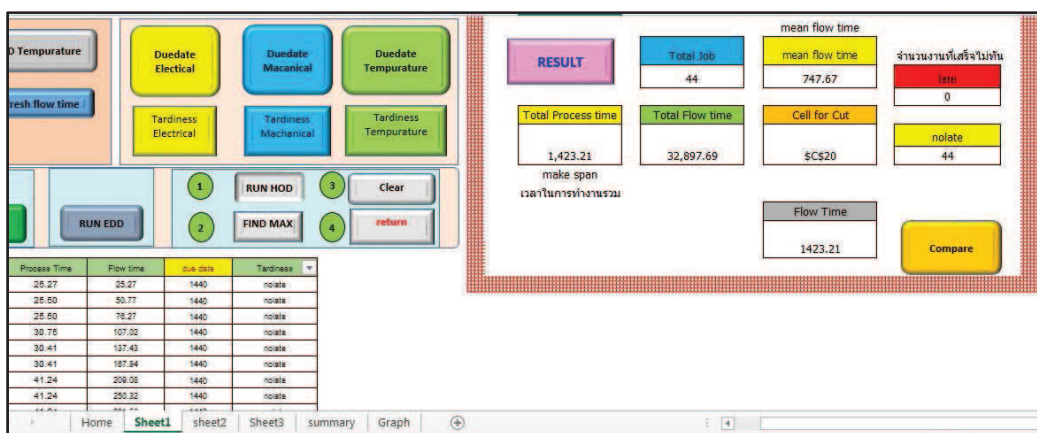 D Tempurature
fresh flow time
Duedate
Electical
Duedate
Macanical
Duedate
Tempurature
Tardiness
Electrical
Tardiness
Machanical
Tardiness
Tempurature
RUN EDD
1
RUN HOD
3
Clear
2
FIND MAX
4
return
RESULT
Total Job
44
mean flow time
mean flow time
747.67
จำนวนงานที่เสร็จไม่ทัน
late
0
Total Process time
1,423.21
make span
เวลาในการทำงานรวม
Total Flow time
32,897.69
Cell for Cut
$C$20
nolate
44
Flow Time
1423.21
Compare
Process Time Flow time due date Tardiness
25.27 25.27 1440 nolate
25.50 50.77 1440 nolate
25.50 76.27 1440 nolate
30.75 107.02 1440 nolate
30.41 137.43 1440 nolate
30.41 167.84 1440 nolate
41.24 209.08 1440 nolate
41.24 250.32 1440 nolate
Home Sheet1 sheet2 Sheet3 summary Graph